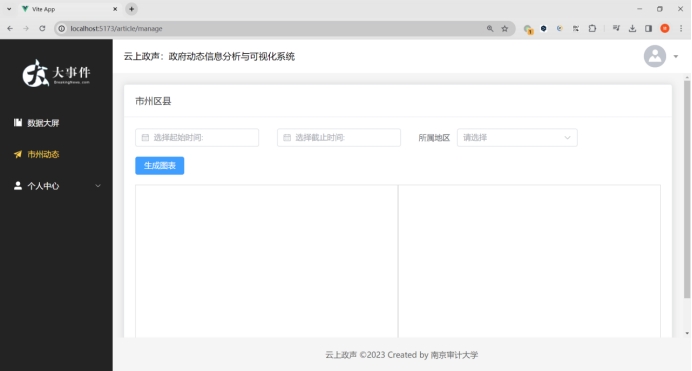 Vite App
localhost:5173/article/manage
大事件
云上政声：政府动态信息分析与可视化系统
数据大屏
市州动态
个人中心
市州区县
选择起始时间:
选择截止时间:
所属地区
请选择
生成图表
云上政声 ©2023 Created by 南京审计大学